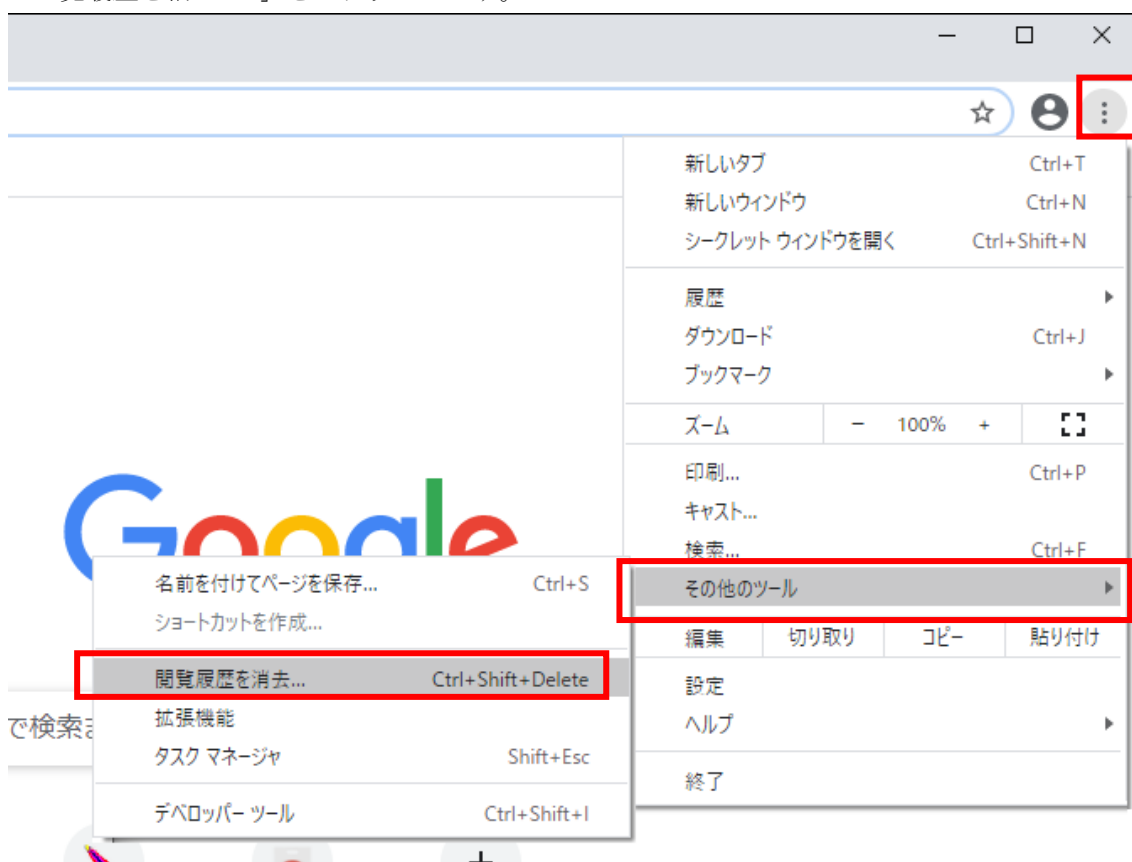 新しいタブ Ctrl+T
新しいウィンドウ Ctrl+N
シークレット ウィンドウを開く Ctrl+Shift+N
履歴
ダウンロード Ctrl+J
ブックマーク
ズーム − 100% +
印刷... Ctrl+P
キャスト...
検索... Ctrl+F
その他のツール
編集 切り取り コピー 貼り付け
設定
ヘルプ
終了
Google
名前を付けてページを保存... Ctrl+S
ショートカットを作成...
閲覧履歴を消去... Ctrl+Shift+Delete
拡張機能
タスク マネージャ Shift+Esc
デベロッパー ツール Ctrl+Shift+I
で検索